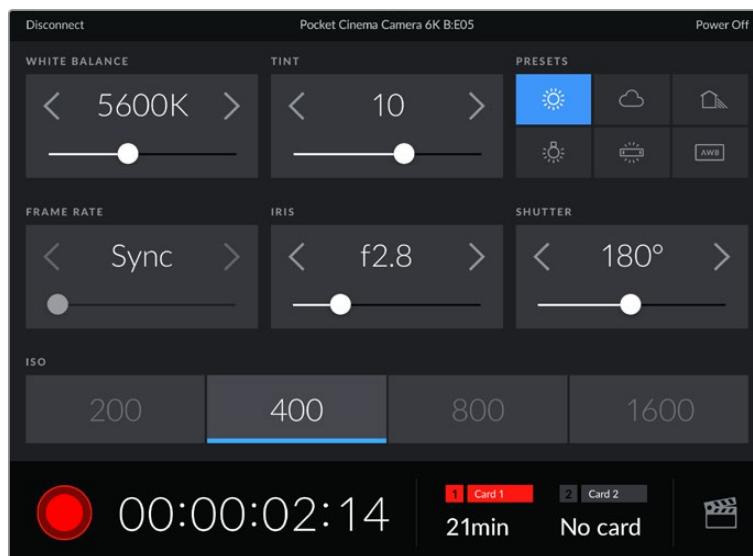 Disconnect
Pocket Cinema Camera 6K B:E05
Power Off
WHITE BALANCE
5600K
TINT
10
PRESETS
AWB
FRAME RATE
Sync
IRIS
f2.8
SHUTTER
180°
ISO
200
400
800
1600
00:00:02:14
1 Card 1
21min
2 Card 2
No card